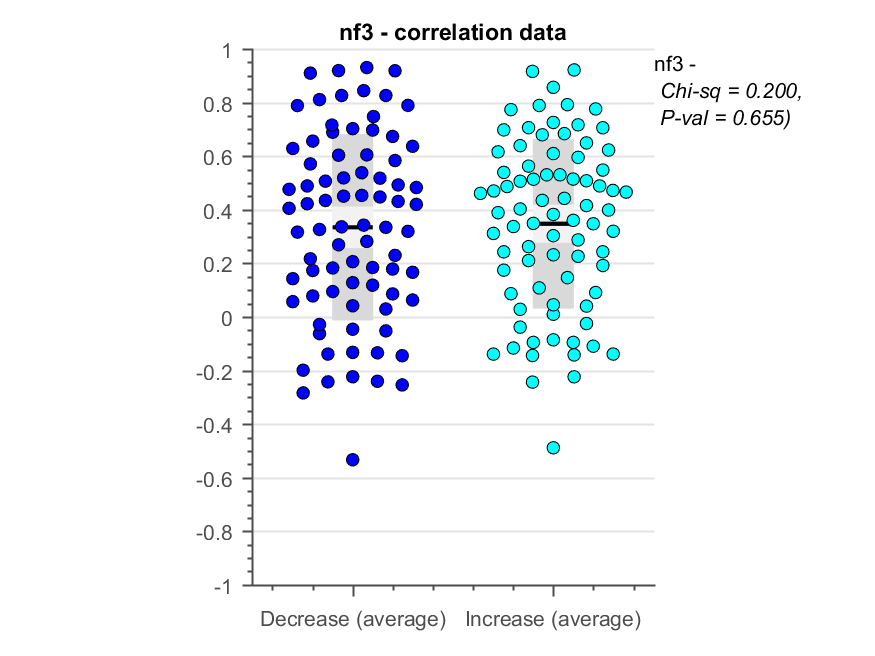 nf3 - correlation data
nf3 -
Chi-sq = 0.200,
P-val = 0.655)
1
0.8
0.6
0.4
0.2
0
-0.2
-0.4
-0.6
-0.8
-1
Decrease (average) Increase (average)